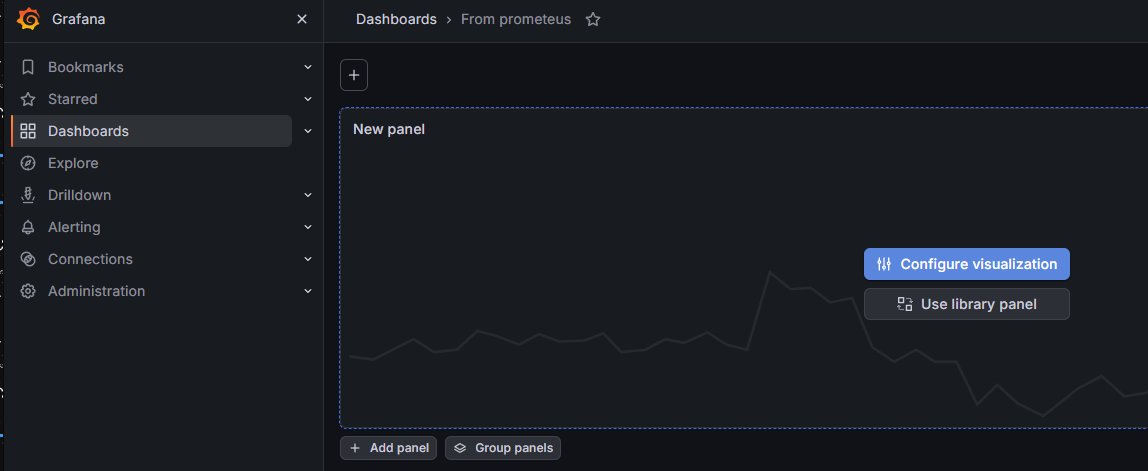 Grafana
Dashboards › From prometeus
Bookmarks
Starred
Dashboards
Explore
Drilldown
Alerting
Connections
Administration
New panel
Configure visualization
Use library panel
Add panel
Group panels